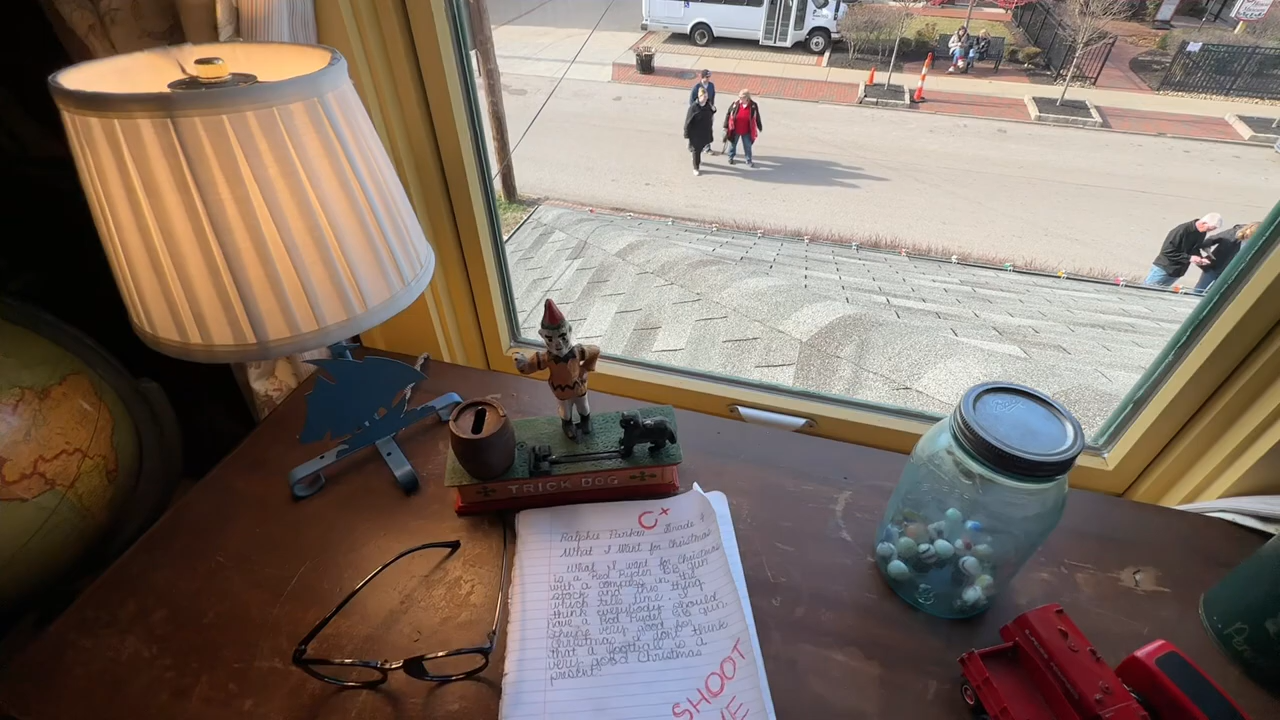 TRICK DOG
C+
Ralphie Parker Grade 4
What I Want for Christmas
What I want for Christmas
is a Red Ryder BB gun
with a compass in the
stock and this thing
which tells time. I
think everybody should
have a Red Ryder BB gun.
They're very good for
Christmas. I don't think
that a football is a
very good Christmas
present.
SHOOT